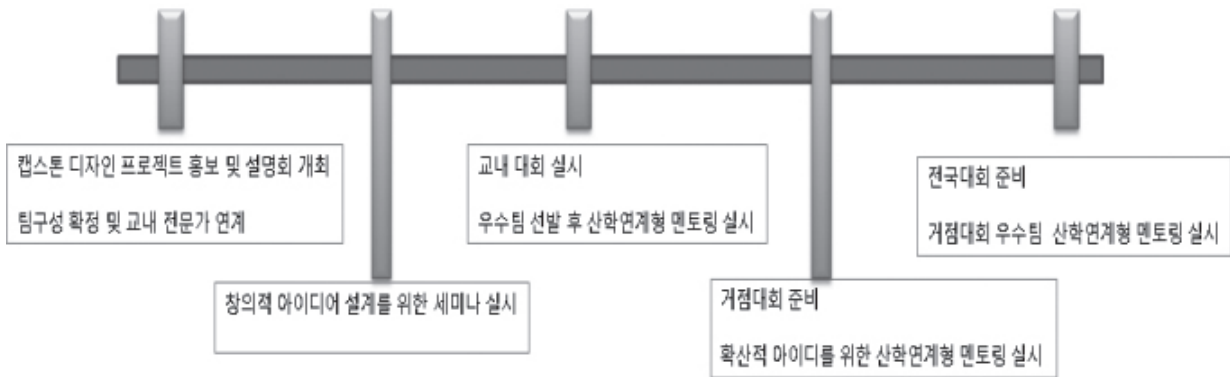 캡스톤 디자인 프로젝트 홍보 및 설명회 개최
팀구성 확정 및 교내 전문가 연계
창의적 아이디어 설계를 위한 세미나 실시
교내 대회 실시
우수팀 선발 후 산학연계형 멘토링 실시
거점대회 준비
확산적 아이디를 위한 산학연계형 멘토링 실시
전국대회 준비
거점대회 우수팀 산학연계형 멘토링 실시